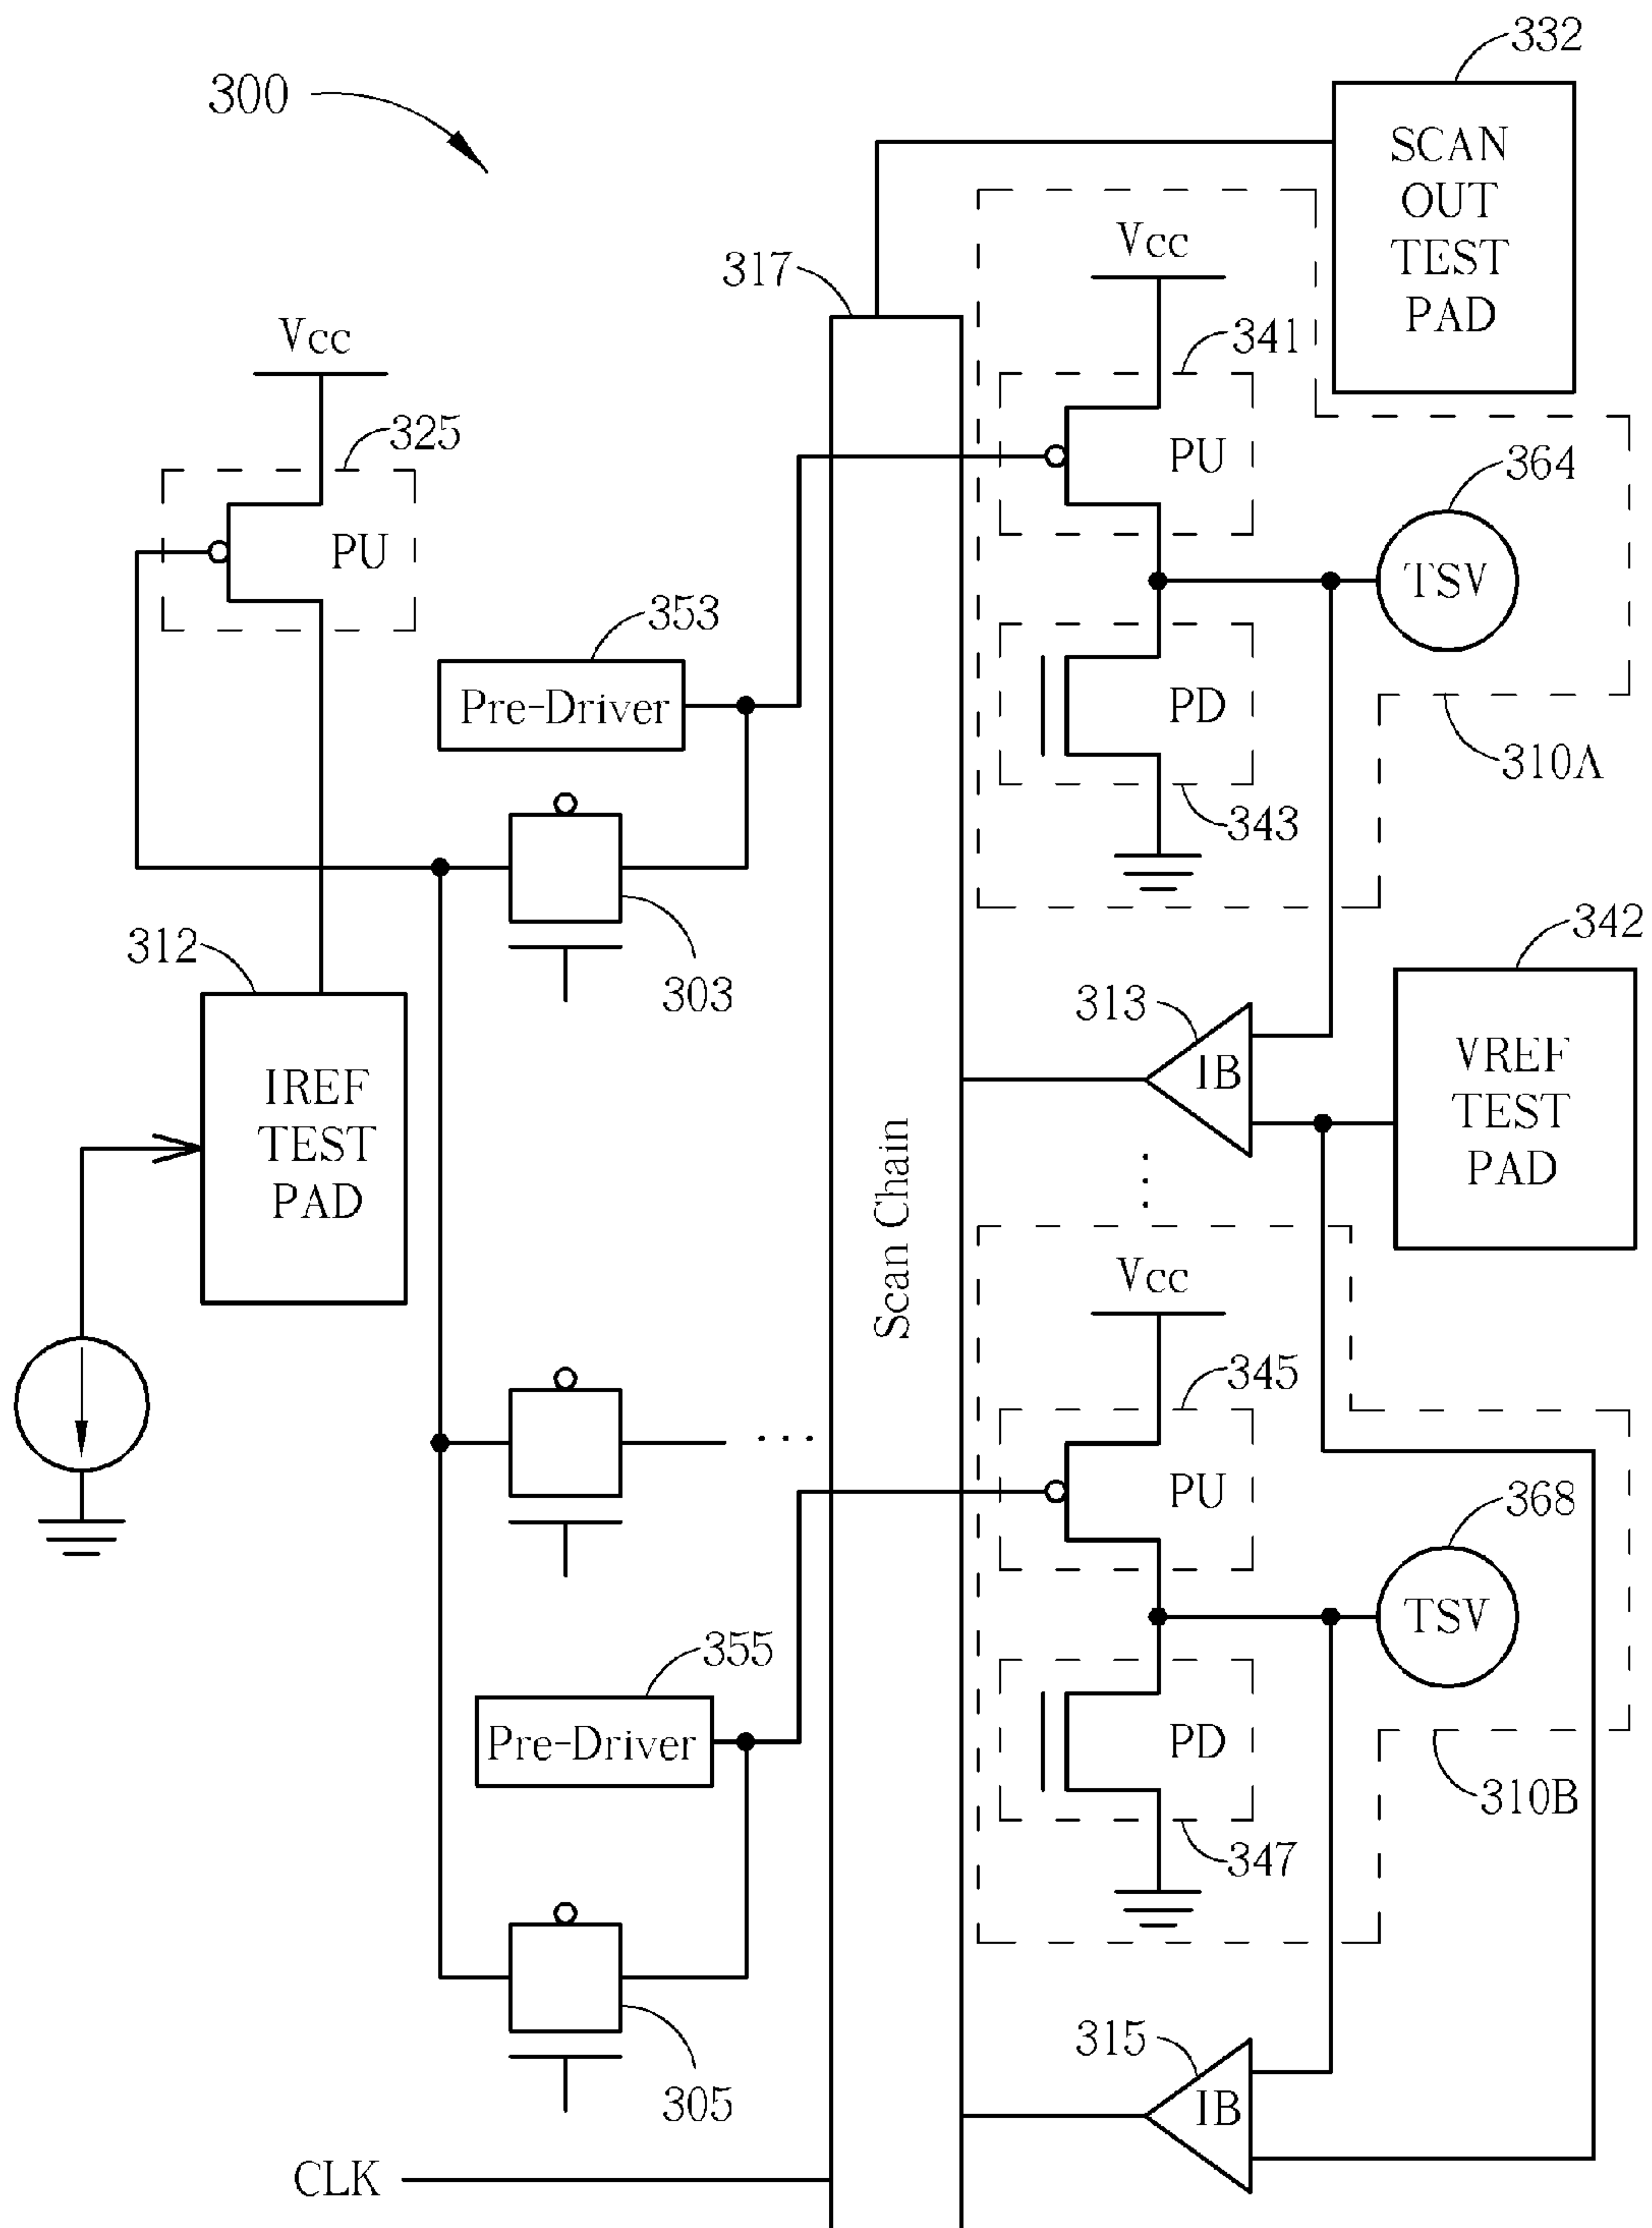 300
332
SCAN
OUT
TEST
PAD
317
Vcc
341
PU
364
TSV
Vcc
325
PU
353
Pre-Driver
PD
343
310A
303
312
IREF
TEST
PAD
313
IB
342
VREF
TEST
PAD
Scan Chain
Vcc
345
PU
368
TSV
355
Pre-Driver
PD
347
310B
305
315
IB
CLK